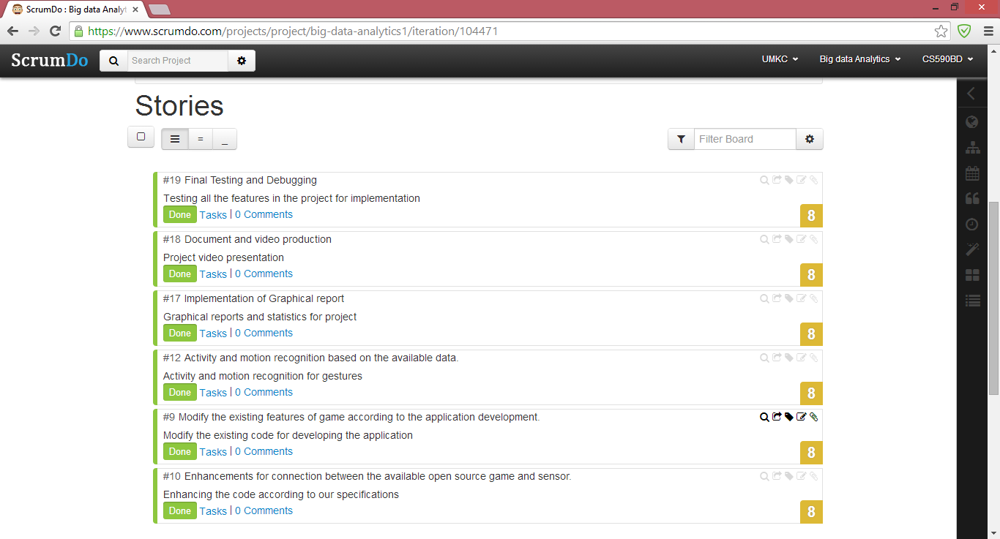 ScrumDo : Big data Analyt
https://www.scrumdo.com/projects/project/big-data-analytics1/iteration/104471
ScrumDo Search Project UMKC Big data Analytics CS590BD
Stories
= _ Filter Board
#19 Final Testing and Debugging
Testing all the features in the project for implementation
Done Tasks | 0 Comments 8
#18 Document and video production
Project video presentation
Done Tasks | 0 Comments 8
#17 Implementation of Graphical report
Graphical reports and statistics for project
Done Tasks | 0 Comments 8
#12 Activity and motion recognition based on the available data.
Activity and motion recognition for gestures
Done Tasks | 0 Comments 8
#9 Modify the existing features of game according to the application development.
Modify the existing code for developing the application
Done Tasks | 0 Comments 8
#10 Enhancements for connection between the available open source game and sensor.
Enhancing the code according to our specifications
Done Tasks | 0 Comments 8